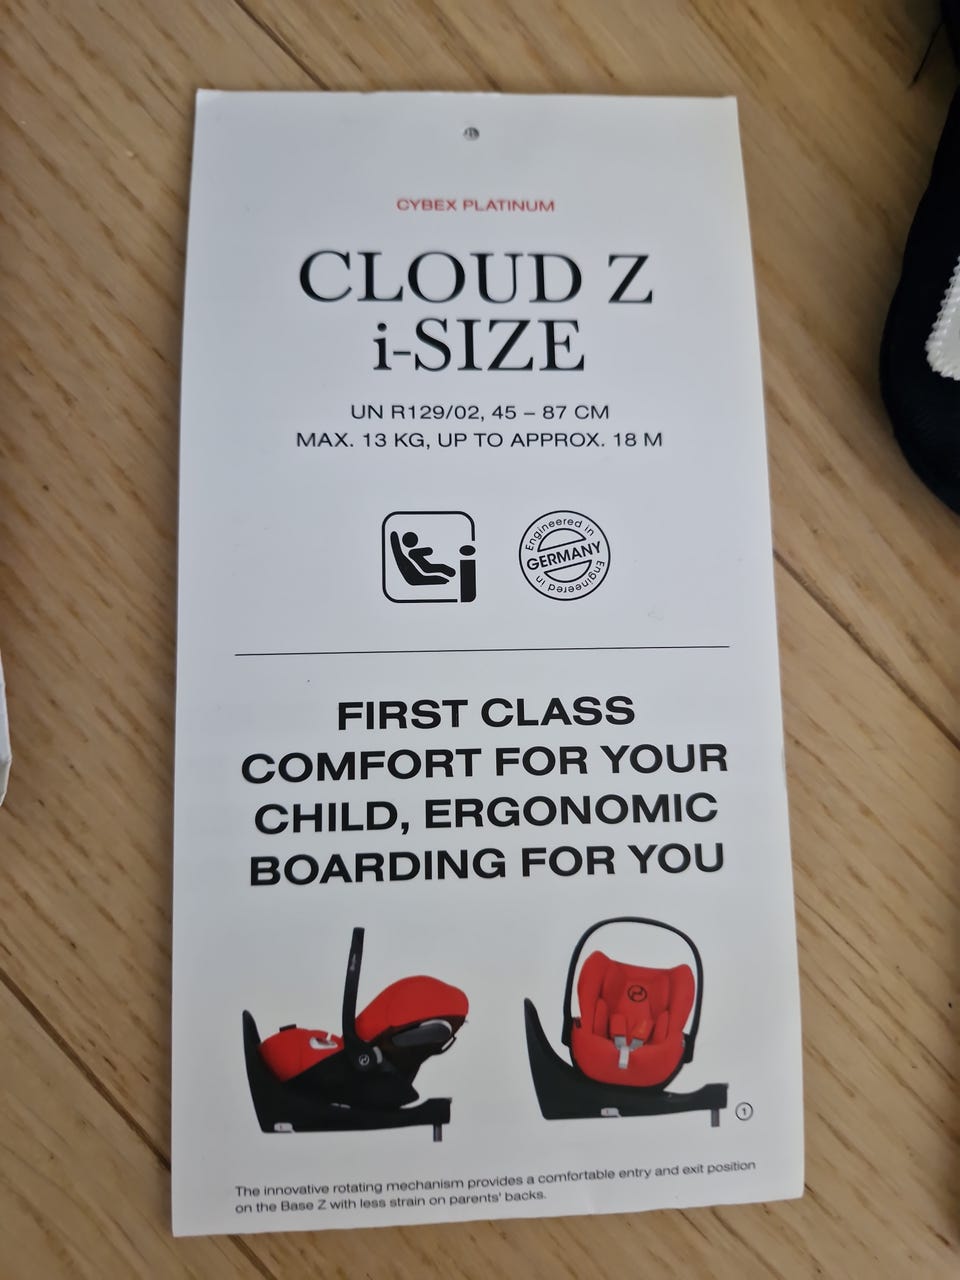 CYBEX PLATINUM
CLOUD Z
i-SIZE
UN R129/02, 45 – 87 CM
MAX. 13 KG, UP TO APPROX. 18 M
i
Engineered in
GERMANY
Engineered in
FIRST CLASS
COMFORT FOR YOUR
CHILD, ERGONOMIC
BOARDING FOR YOU
1
The innovative rotating mechanism provides a comfortable entry and exit position
on the Base Z with less strain on parents' backs.